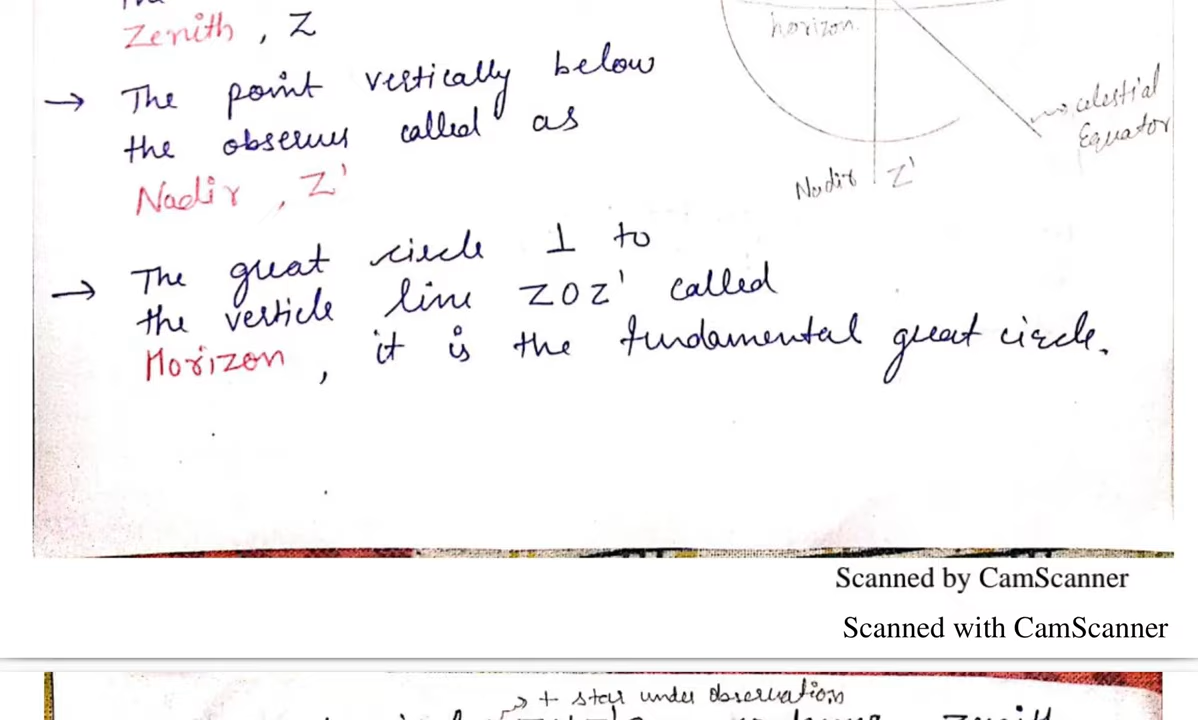 Zenith, Z
→ The point vertically below
the observer called as
Nadir, Z'
→ The great circle ⊥ to
the verticle line ZOZ' called
Horizon, it is the fundamental great circle.
horizon.
celestial
Equator
Nadir Z'
Scanned by CamScanner
Scanned with CamScanner
→ + star under observation